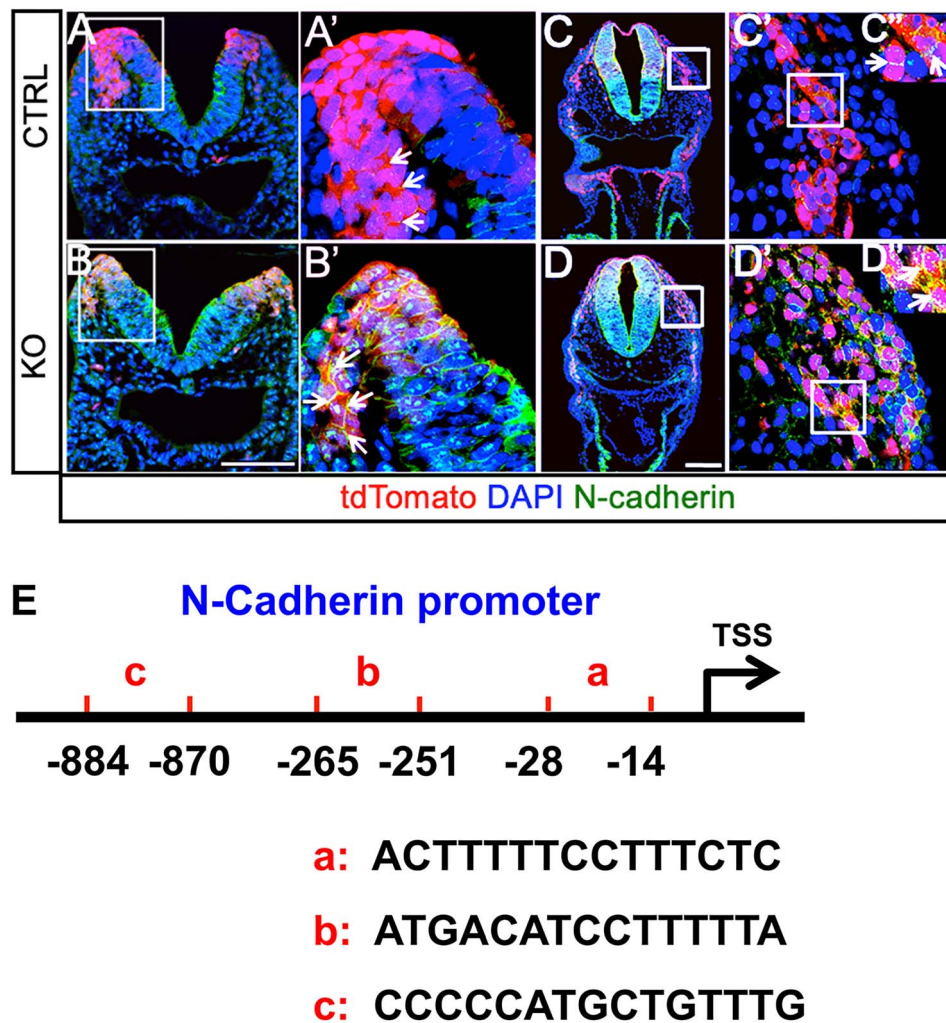 CTRL
A
A'
C
C'
C"
KO
B
B'
D
D'
D"
tdTomato DAPI N-cadherin
E
N-Cadherin promoter
TSS
c b a
-884 -870 -265 -251 -28 -14
a: ACTTTTTCCTTTCTC
b: ATGACATCCTTTTTA
c: CCCCCATGCTGTTTG